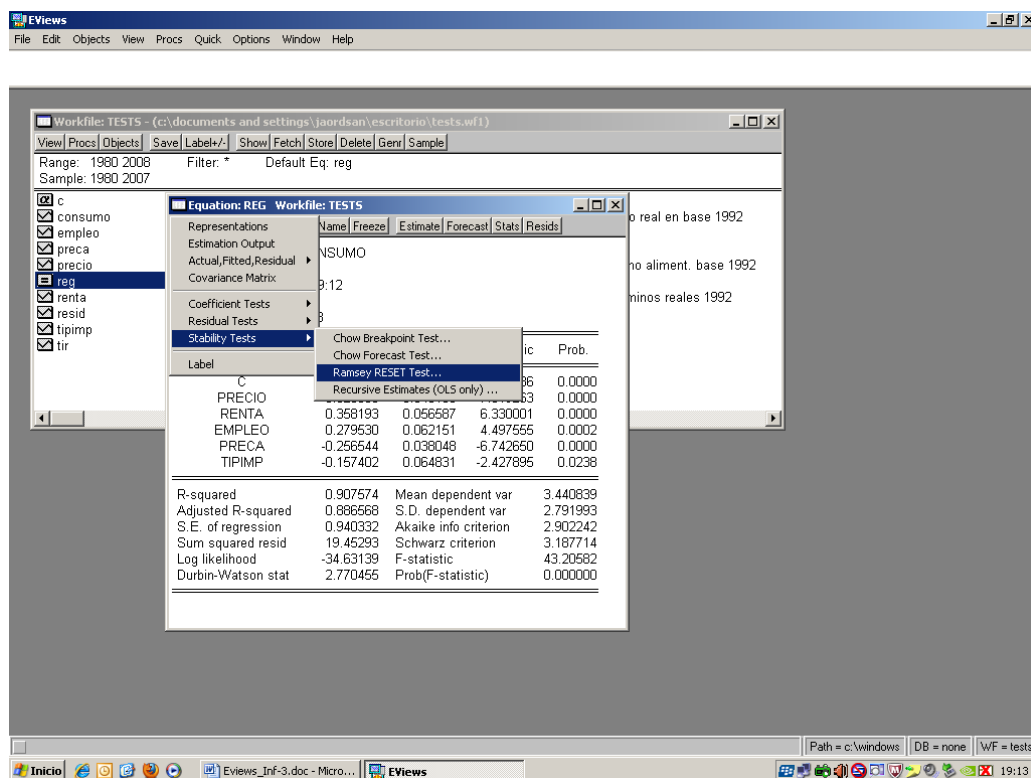 EViews
File Edit Objects View Procs Quick Options Window Help
Workfile: TESTS - (c:\documents and settings\jaordsan\escritorio\tests.wf1)
View Procs Objects Save Label+/- Show Fetch Store Delete Genr Sample
Range: 1980 2008 Filter: * Default Eq: reg
Sample: 1980 2007
c
consumo
empleo
preca
precio
reg
renta
resid
tipimp
tir
o real en base 1992
no aliment. base 1992
minos reales 1992
Equation: REG Workfile: TESTS
Name Freeze Estimate Forecast Stats Resids
Representations
Estimation Output
Actual,Fitted,Residual
Covariance Matrix
Coefficient Tests
Residual Tests
Stability Tests
Label
Chow Breakpoint Test...
Chow Forecast Test...
Ramsey RESET Test...
Recursive Estimates (OLS only) ...
NSUMO
9:12
8
ic Prob.
C 86 0.0000
PRECIO 63 0.0000
RENTA 0.358193 0.056587 6.330001 0.0000
EMPLEO 0.279530 0.062151 4.497555 0.0002
PRECA -0.256544 0.038048 -6.742650 0.0000
TIPIMP -0.157402 0.064831 -2.427895 0.0238
R-squared 0.907574 Mean dependent var 3.440839
Adjusted R-squared 0.886568 S.D. dependent var 2.791993
S.E. of regression 0.940332 Akaike info criterion 2.902242
Sum squared resid 19.45293 Schwarz criterion 3.187714
Log likelihood -34.63139 F-statistic 43.20582
Durbin-Watson stat 2.770455 Prob(F-statistic) 0.000000
Path = c:\windows DB = none WF = tests
Inicio Eviews_Inf-3.doc - Micro... EViews 19:13